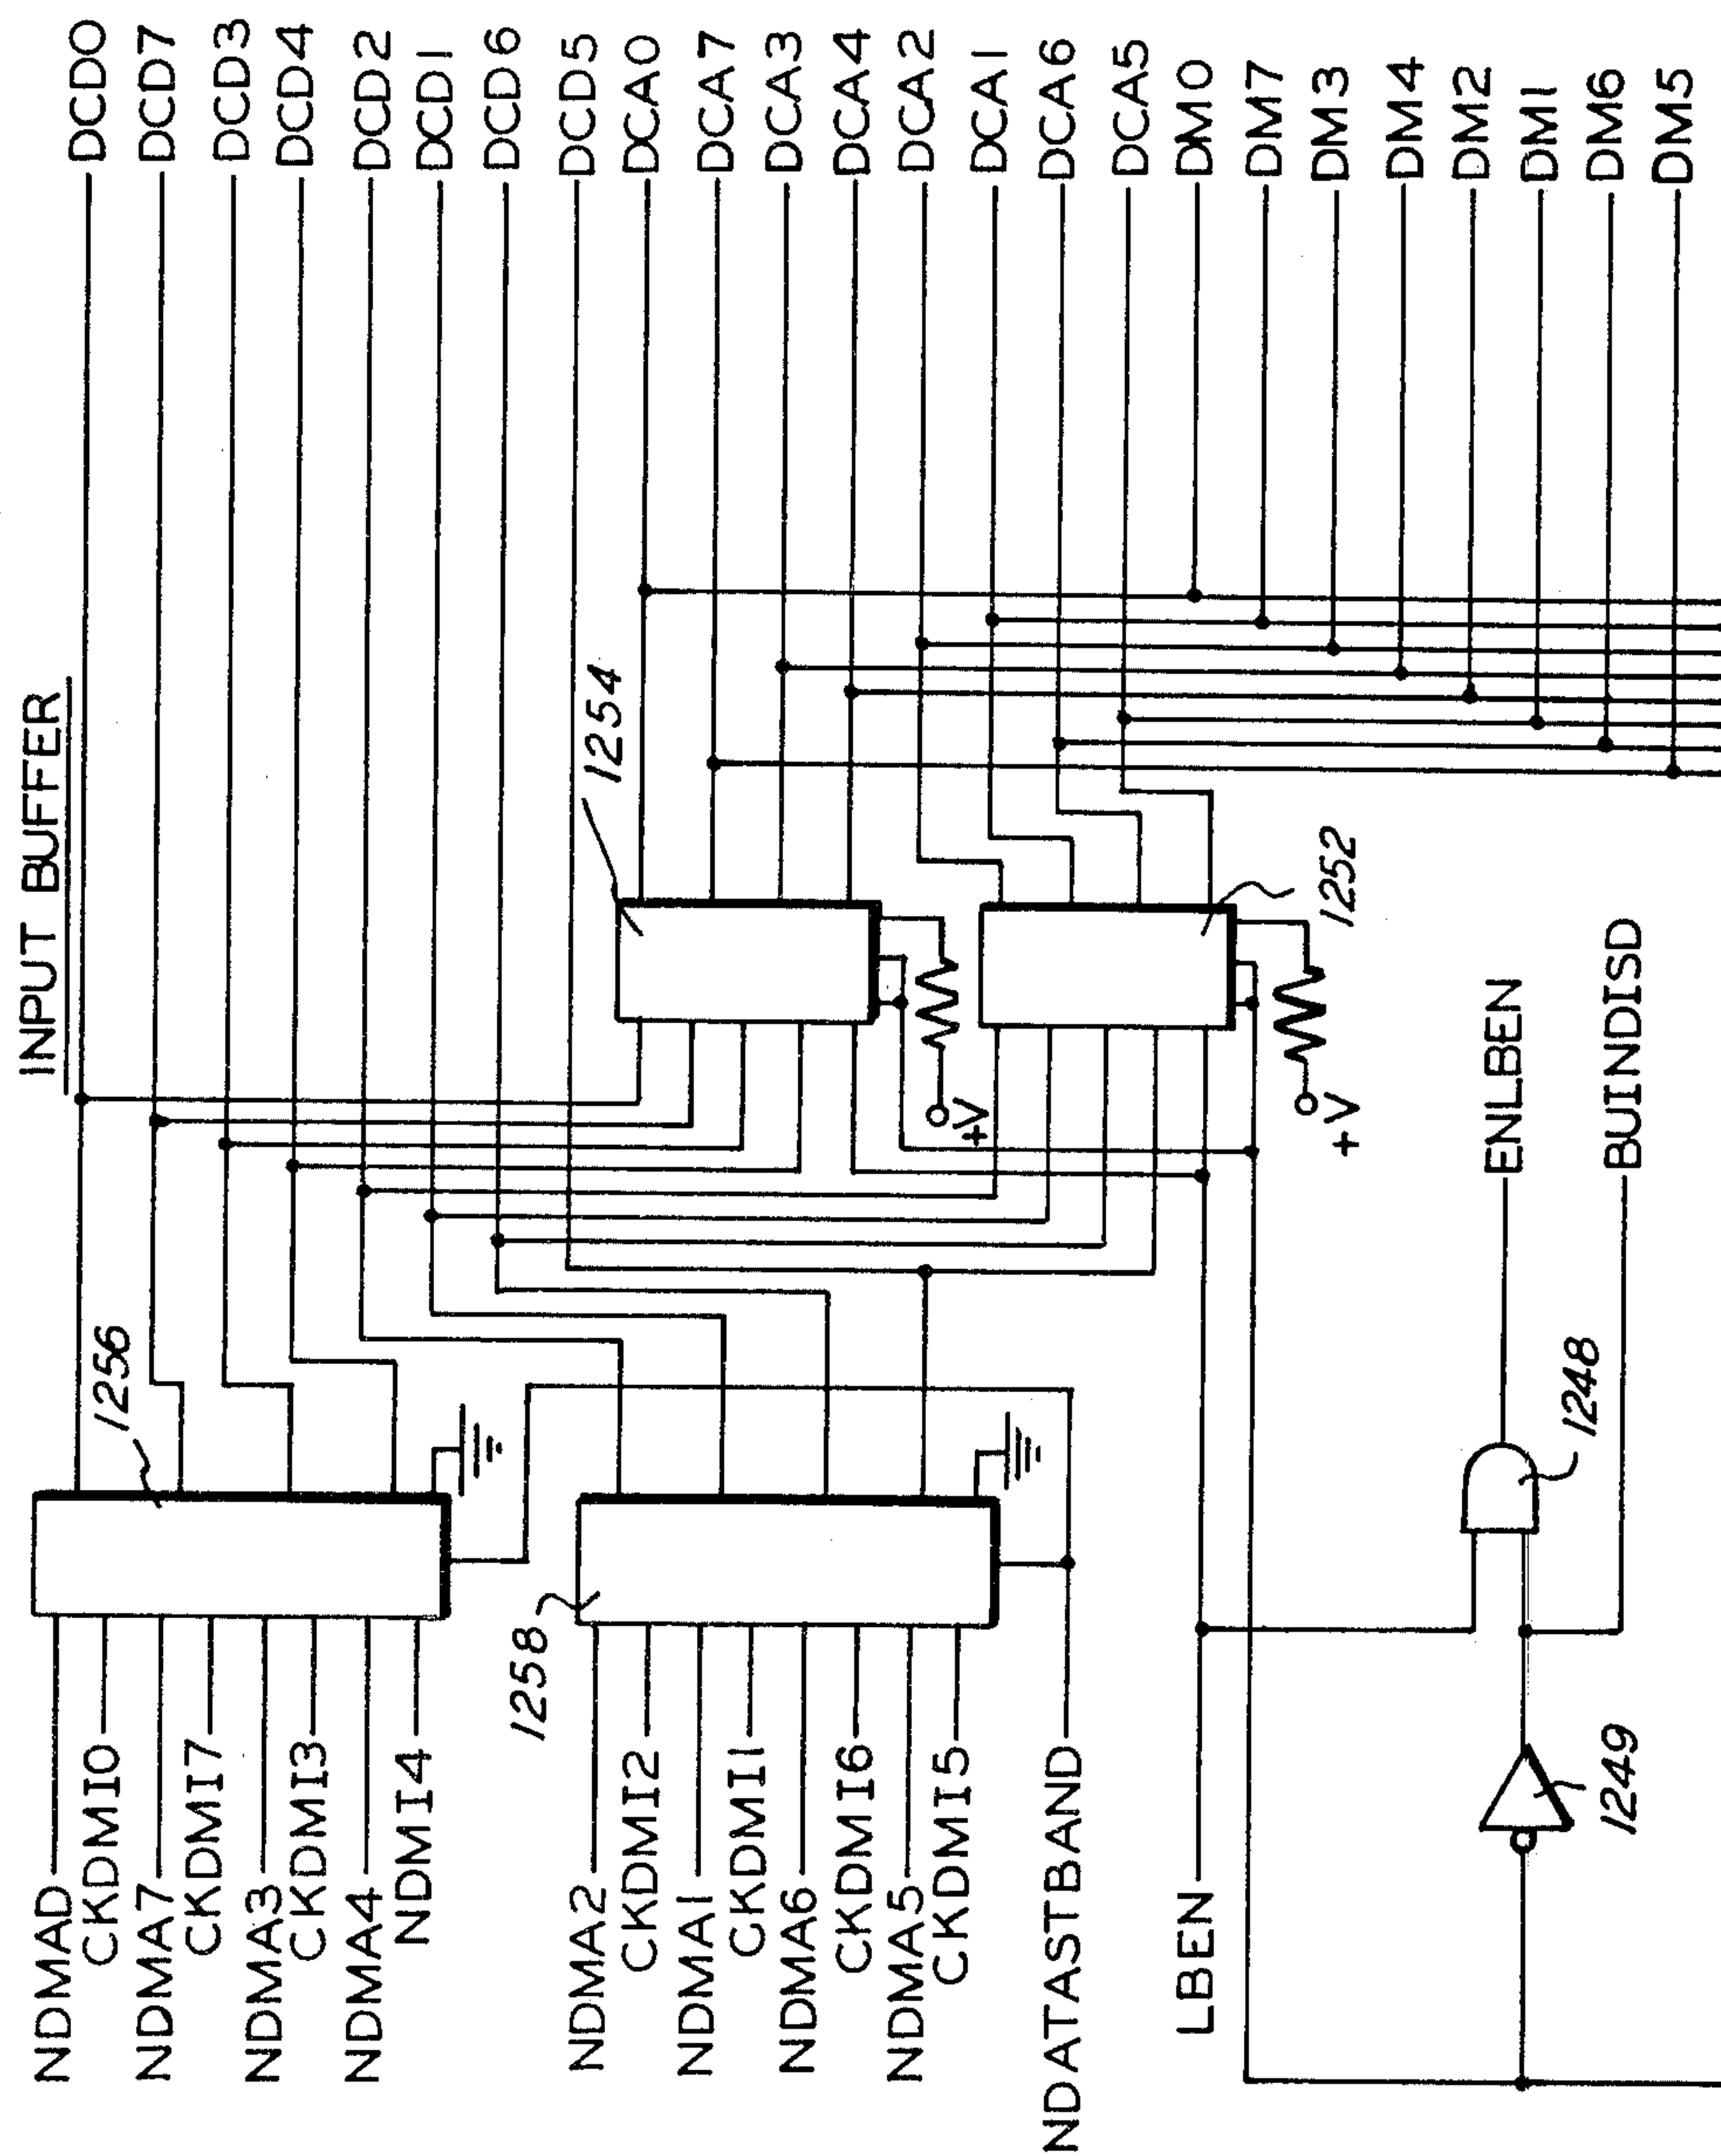 INPUT BUFFER
NDMAD
CKDMI0
NDMA7
CKDMI7
NDMA3
CKDMI3
NDMA4
NDMI4
1256
NDMA2
CKDMI2
NDMA1
CKDMI1
NDMA6
CKDMI6
NDMA5
CKDMI5
1258
NDATASTBAND
LBEN
1254
+V
1252
+V
1249
1248
ENLBEN
BUINDISD
DCD0
DCD7
DCD3
DCD4
DCD2
DCD1
DCD6
DCD5
DCA0
DCA7
DCA3
DCA4
DCA2
DCA1
DCA6
DCA5
DM0
DM7
DM3
DM4
DM2
DM1
DM6
DM5